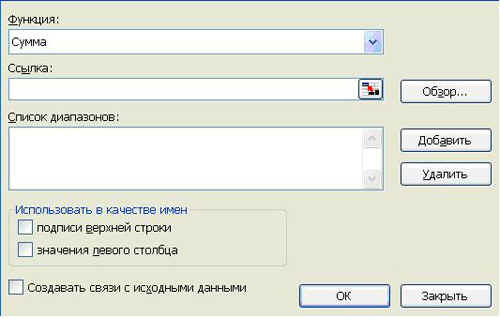 Функция:
Сумма
Ссылка:
Обзор...
Список диапазонов:
Добавить
Удалить
Использовать в качестве имен
подписи верхней строки
значения левого столбца
Создавать связи с исходными данными
ОК
Закрыть